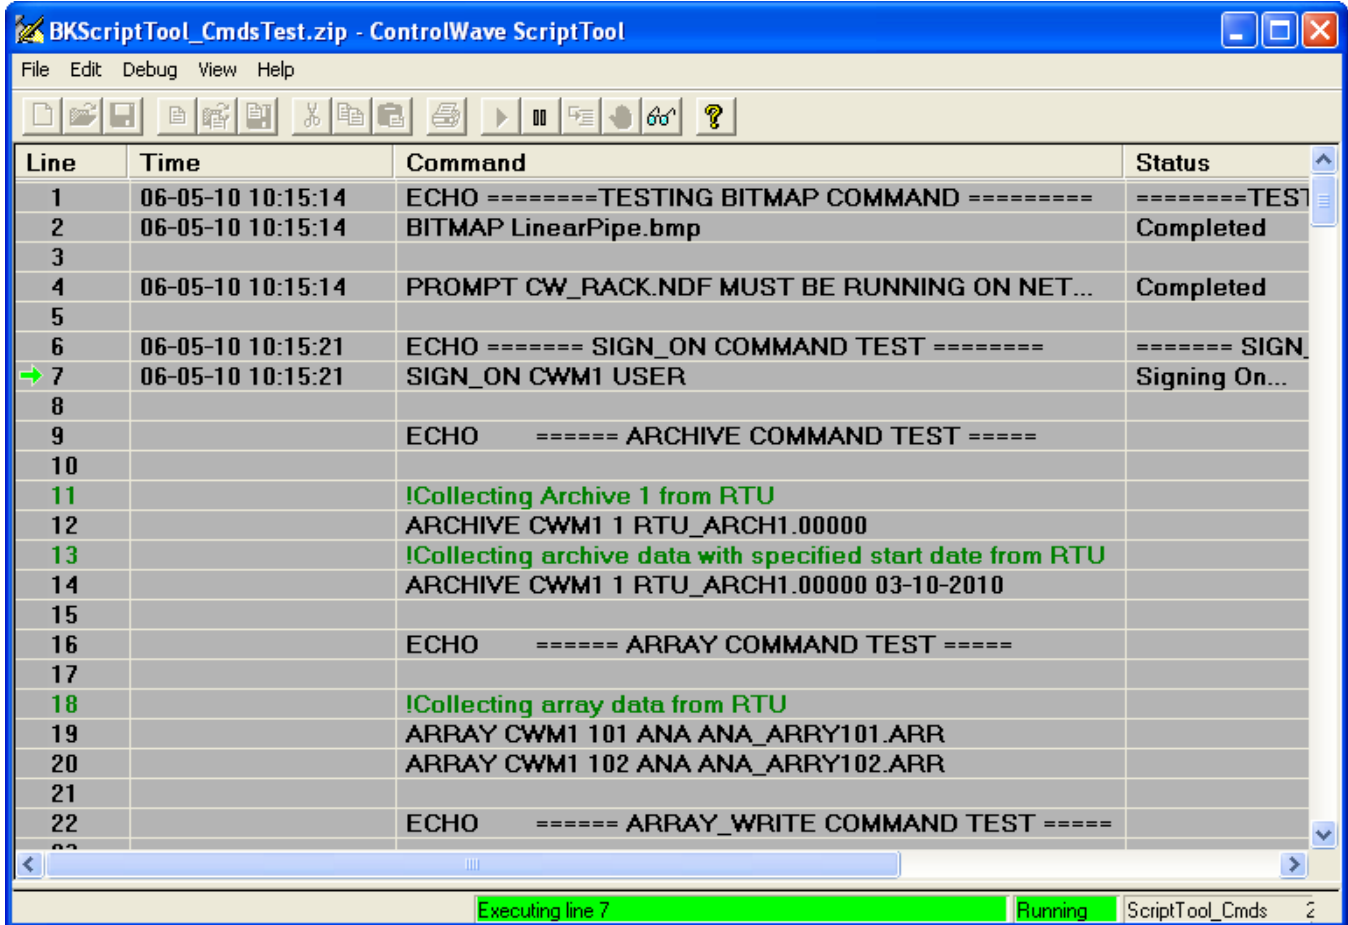 BKScriptTool_CmdsTest.zip - ControlWave ScriptTool
File Edit Debug View Help
Line Time Command Status
1 06-05-10 10:15:14 ECHO ========TESTING BITMAP COMMAND ========= ========TEST
2 06-05-10 10:15:14 BITMAP LinearPipe.bmp Completed
3
4 06-05-10 10:15:14 PROMPT CW_RACK.NDF MUST BE RUNNING ON NET... Completed
5
6 06-05-10 10:15:21 ECHO ======= SIGN_ON COMMAND TEST ======== ======= SIGN_
7 06-05-10 10:15:21 SIGN_ON CWM1 USER Signing On...
8
9 ECHO ====== ARCHIVE COMMAND TEST =====
10
11 !Collecting Archive 1 from RTU
12 ARCHIVE CWM1 1 RTU_ARCH1.00000
13 !Collecting archive data with specified start date from RTU
14 ARCHIVE CWM1 1 RTU_ARCH1.00000 03-10-2010
15
16 ECHO ====== ARRAY COMMAND TEST =====
17
18 !Collecting array data from RTU
19 ARRAY CWM1 101 ANA ANA_ARRY101.ARR
20 ARRAY CWM1 102 ANA ANA_ARRY102.ARR
21
22 ECHO ====== ARRAY_WRITE COMMAND TEST =====
Executing line 7 Running ScriptTool_Cmds